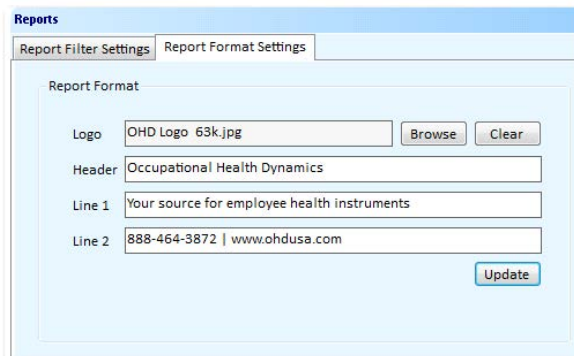 Reports
Report Filter Settings Report Format Settings
Report Format
Logo OHD Logo 63k.jpg Browse Clear
Header Occupational Health Dynamics
Line 1 Your source for employee health instruments
Line 2 888-464-3872 | www.ohdusa.com
Update